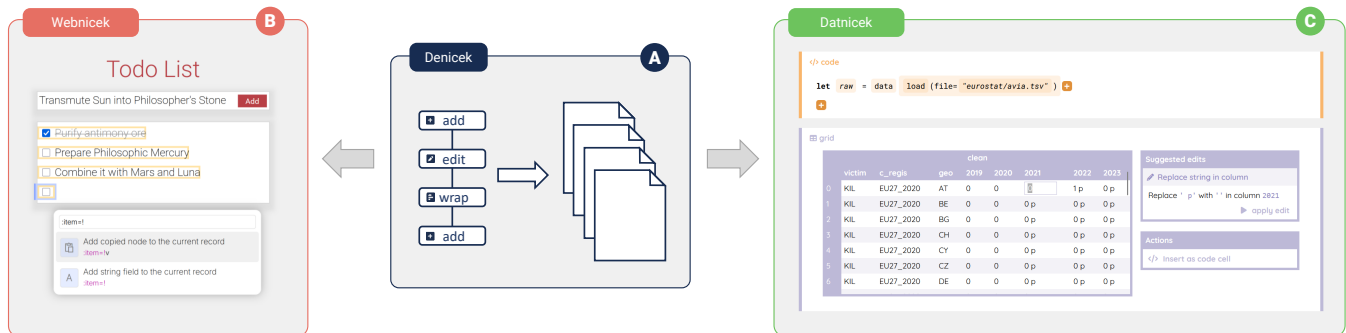 Webnicek
B
Todo List
Transmute Sun into Philosopher's Stone Add
Purify antimony ore
Prepare Philosophic Mercury
Combine it with Mars and Luna
:item=!
Add copied node to the current record
:item=!v
A Add string field to the current record
:item=!
Denicek
A
add
edit
wrap
add
Datnicek
C
</> code
let raw = data load (file= "eurostat/avia.tsv" ) +
+
grid
clean
victim c_regis geo 2019 2020 2021 2022 2023
0 KIL EU27_2020 AT 0 0 0 1 p 0 p
1 KIL EU27_2020 BE 0 0 0 p 0 p 0 p
2 KIL EU27_2020 BG 0 0 0 p 0 p 0 p
3 KIL EU27_2020 CH 0 0 0 p 0 p 0 p
4 KIL EU27_2020 CY 0 0 0 p 0 p 0 p
5 KIL EU27_2020 CZ 0 0 0 p 0 p 0 p
6 KIL EU27_2020 DE 0 0 0 p 0 p 0 p
Suggested edits
Replace string in column
Replace ' p' with '' in column 2021
apply edit
Actions
</> Insert as code cell